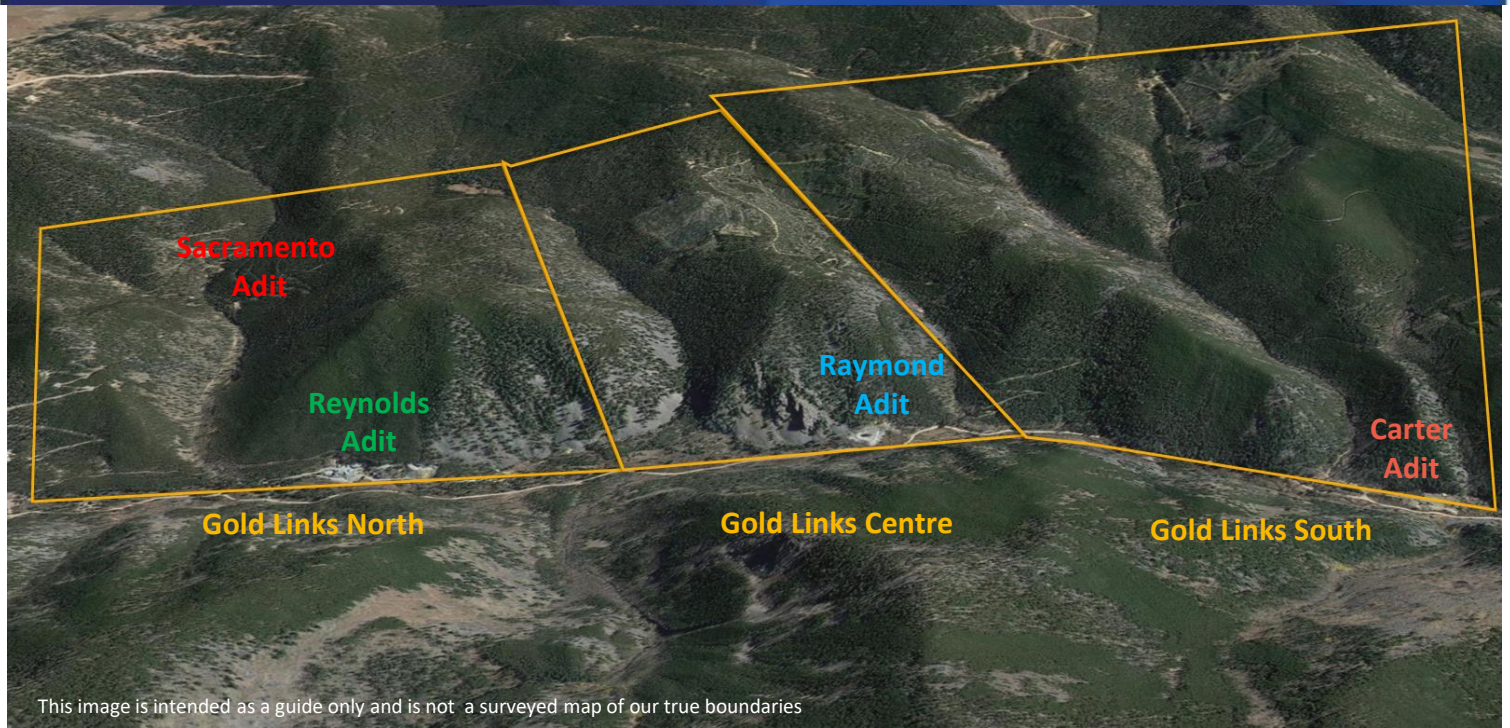 Sacramento
Adit
Reynolds
Adit
Raymond
Adit
Carter
Adit
Gold Links North
Gold Links Centre
Gold Links South
This image is intended as a guide only and is not a surveyed map of our true boundaries